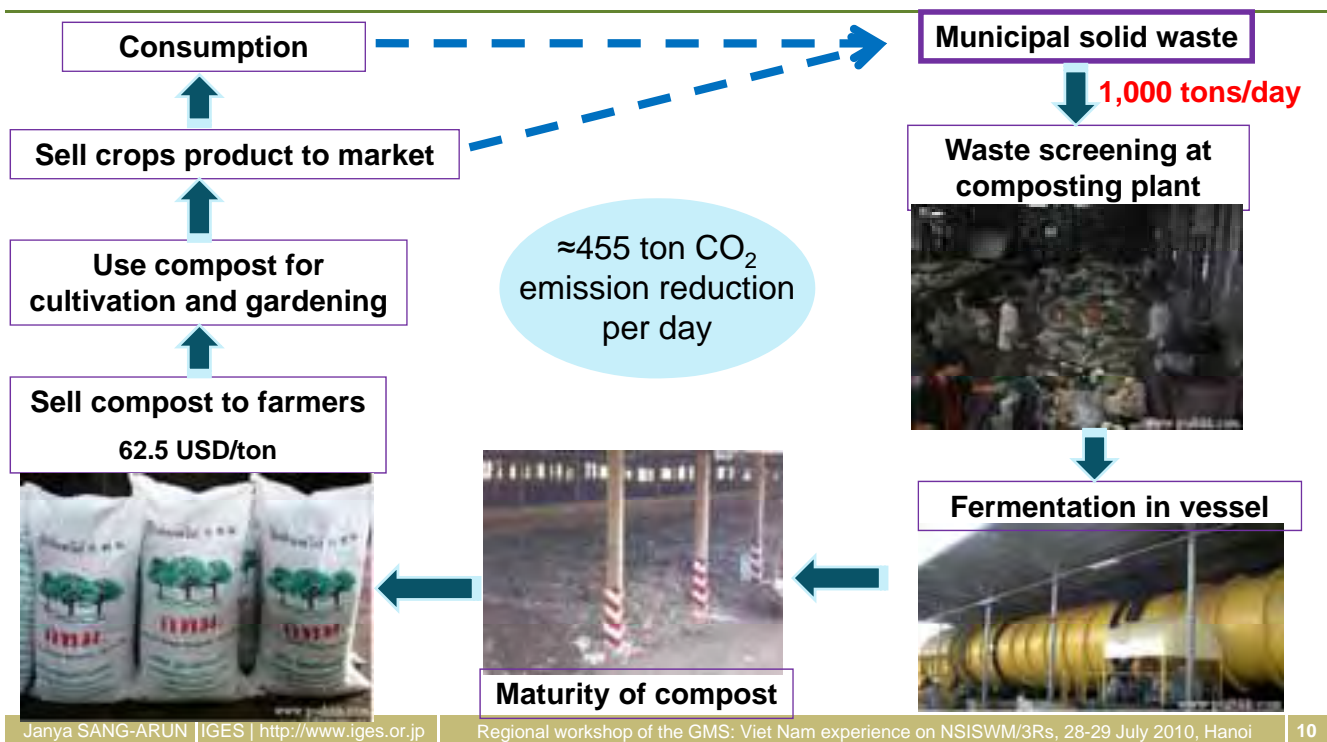 Consumption
Municipal solid waste
1,000 tons/day
Sell crops product to market
Waste screening at
composting plant
≈455 ton CO₂
emission reduction
per day
Use compost for
cultivation and gardening
Sell compost to farmers
62.5 USD/ton
Fermentation in vessel
Maturity of compost
Janya SANG-ARUN | IGES | http://www.iges.or.jp
Regional workshop of the GMS: Viet Nam experience on NSISWM/3Rs, 28-29 July 2010, Hanoi
10